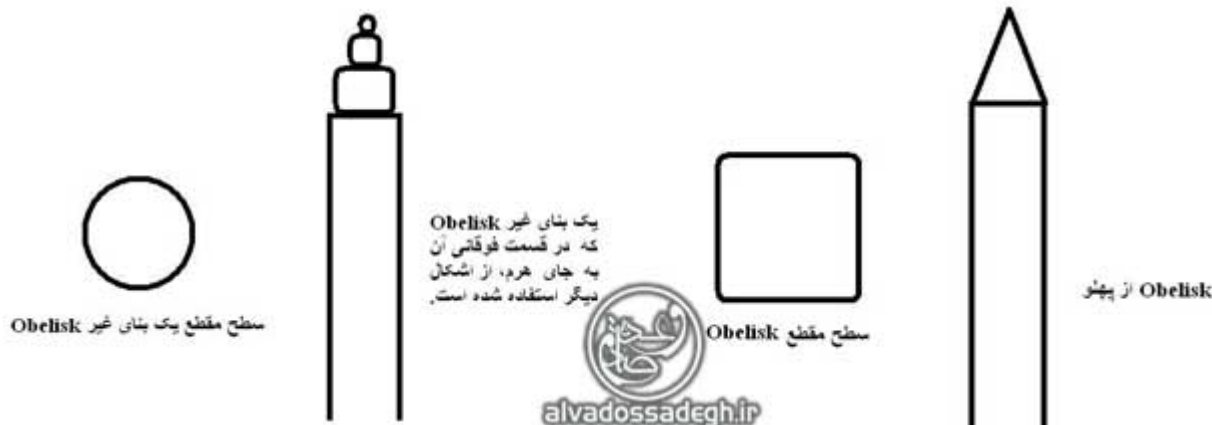 Obelisk از پهلو
سطح مقطع Obelisk
یک بنای غیر Obelisk
که در قسمت فوقانی آن
به جای هرم، از اشکال
دیگر استفاده شده است.
سطح مقطع یک بنای غیر Obelisk
alvadossadegh.ir